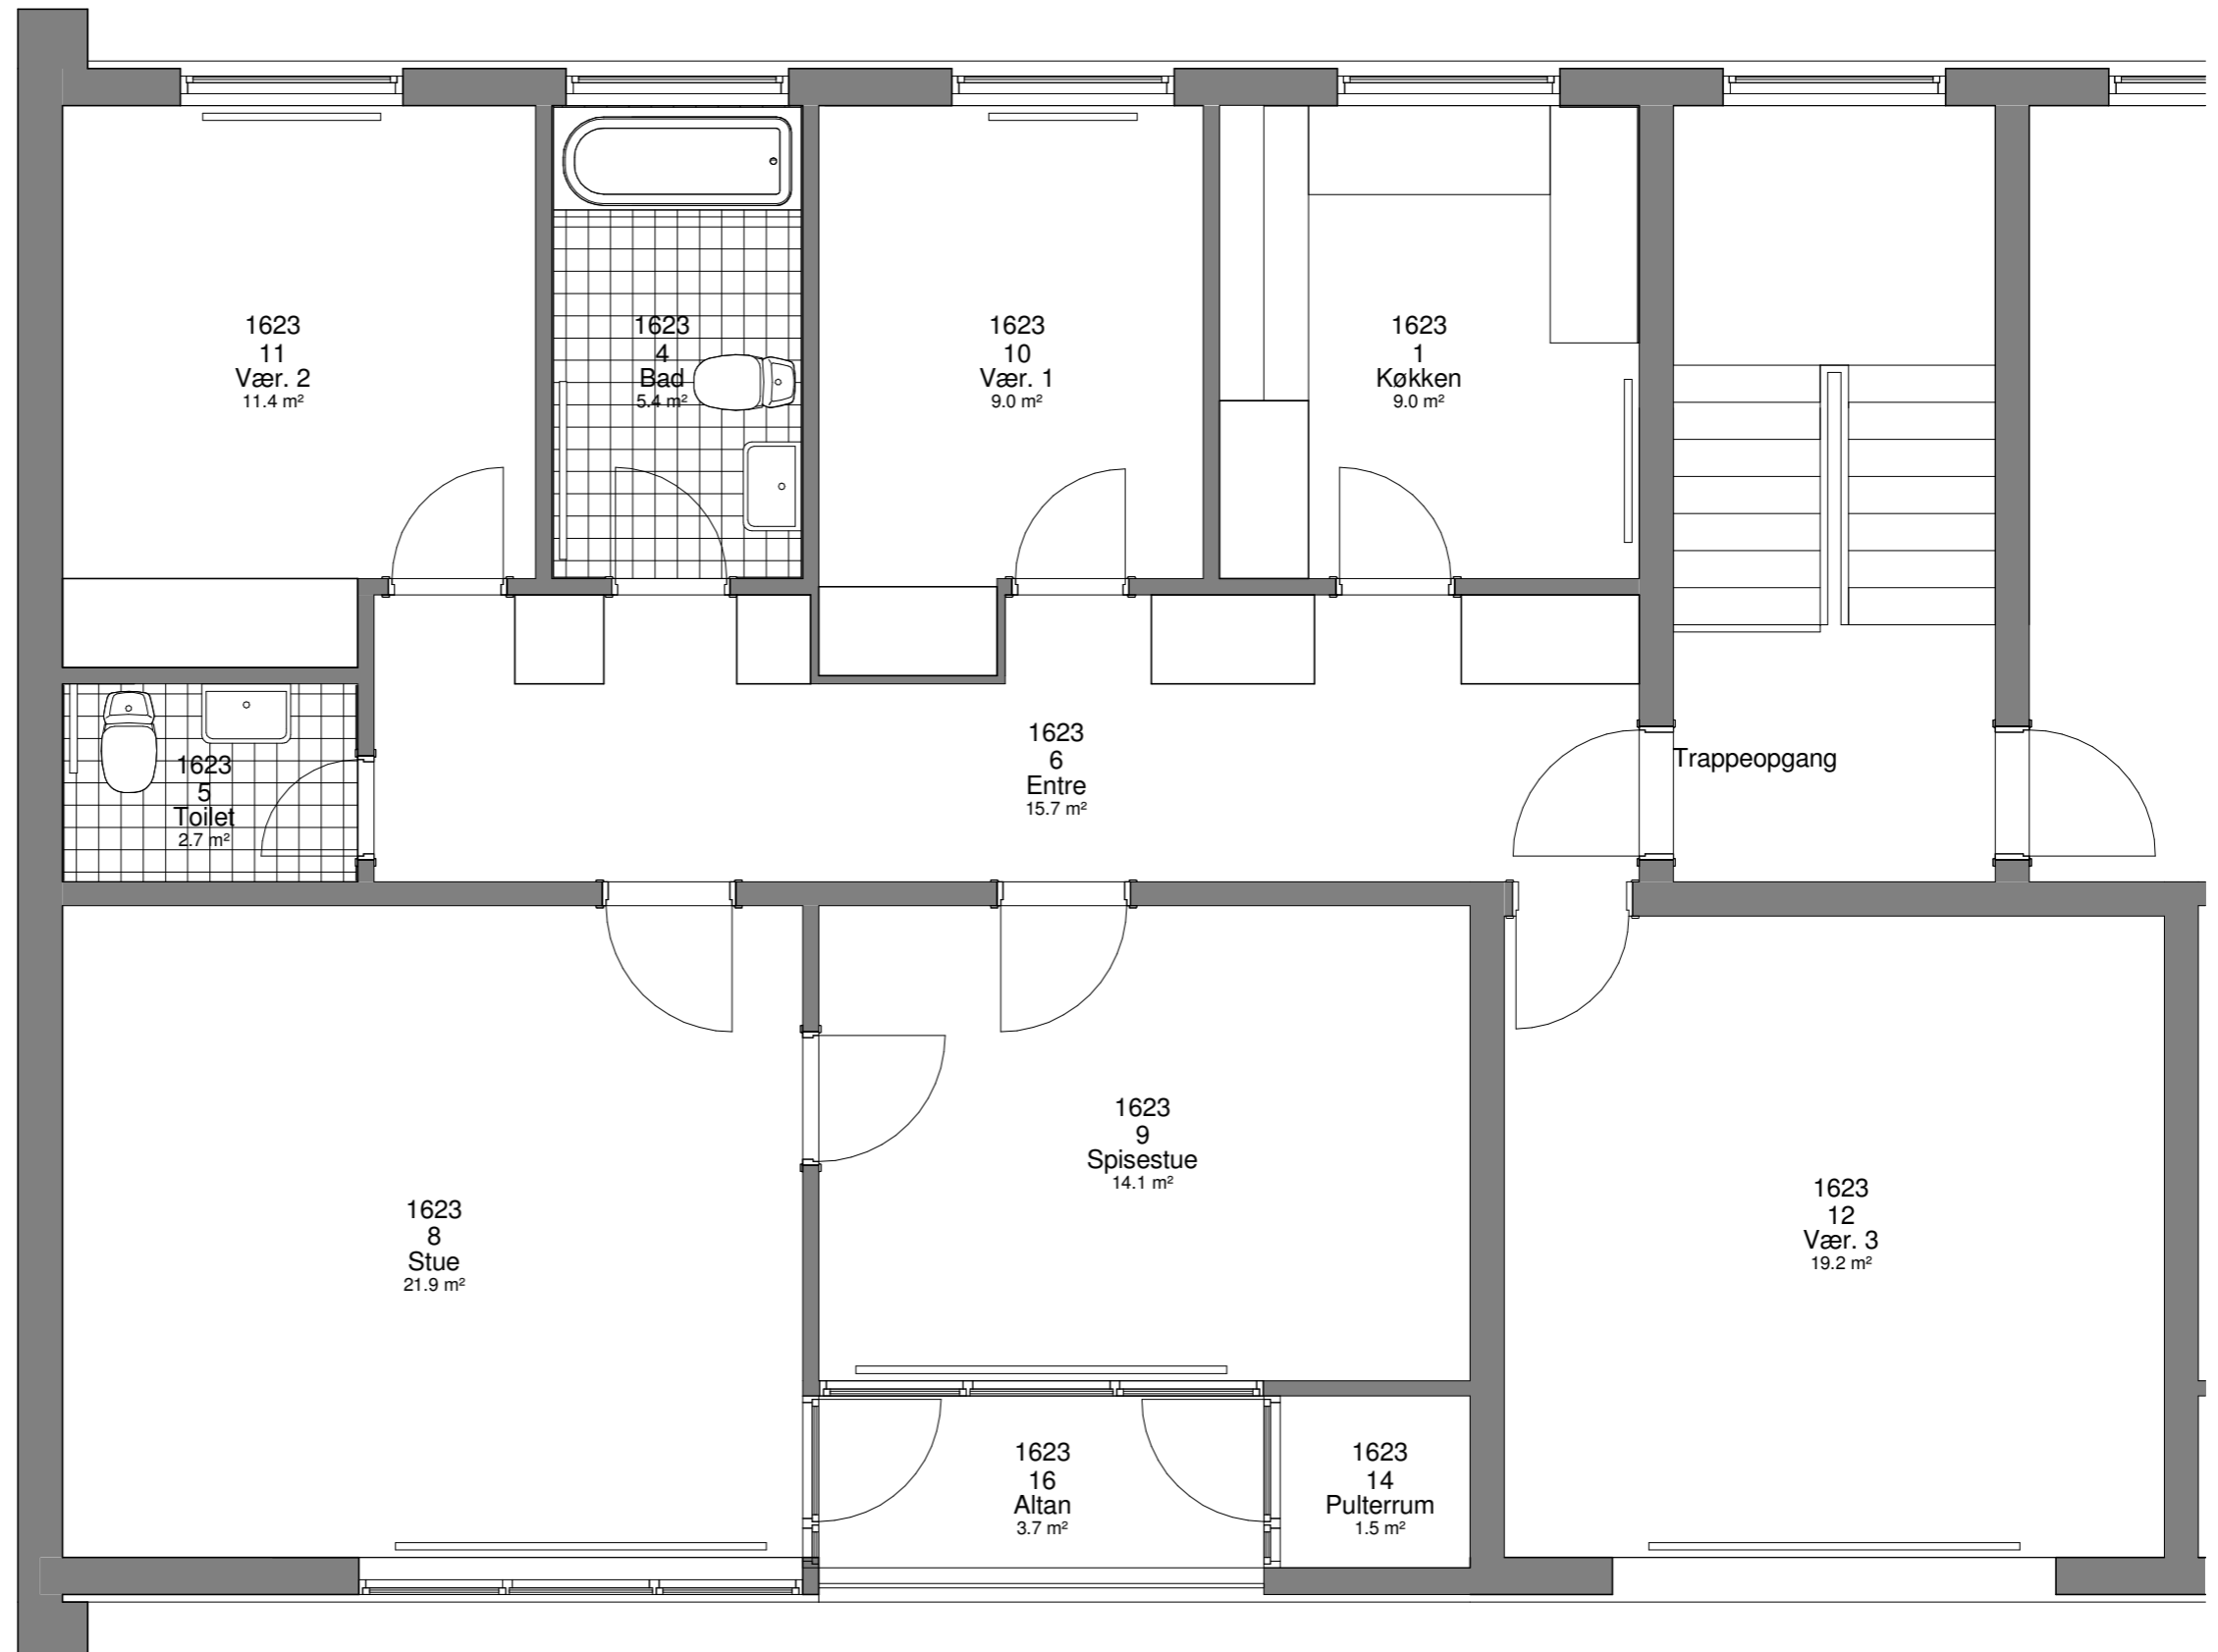 1623
11
Vær. 2
11.4 m²
1623
4
Bad
5.4 m²
1623
10
Vær. 1
9.0 m²
1623
1
Køkken
9.0 m²
1623
5
Toilet
2.7 m²
1623
6
Entre
15.7 m²
Trappeopgang
1623
8
Stue
21.9 m²
1623
9
Spisestue
14.1 m²
1623
12
Vær. 3
19.2 m²
1623
16
Altan
3.7 m²
1623
14
Pulterrum
1.5 m²